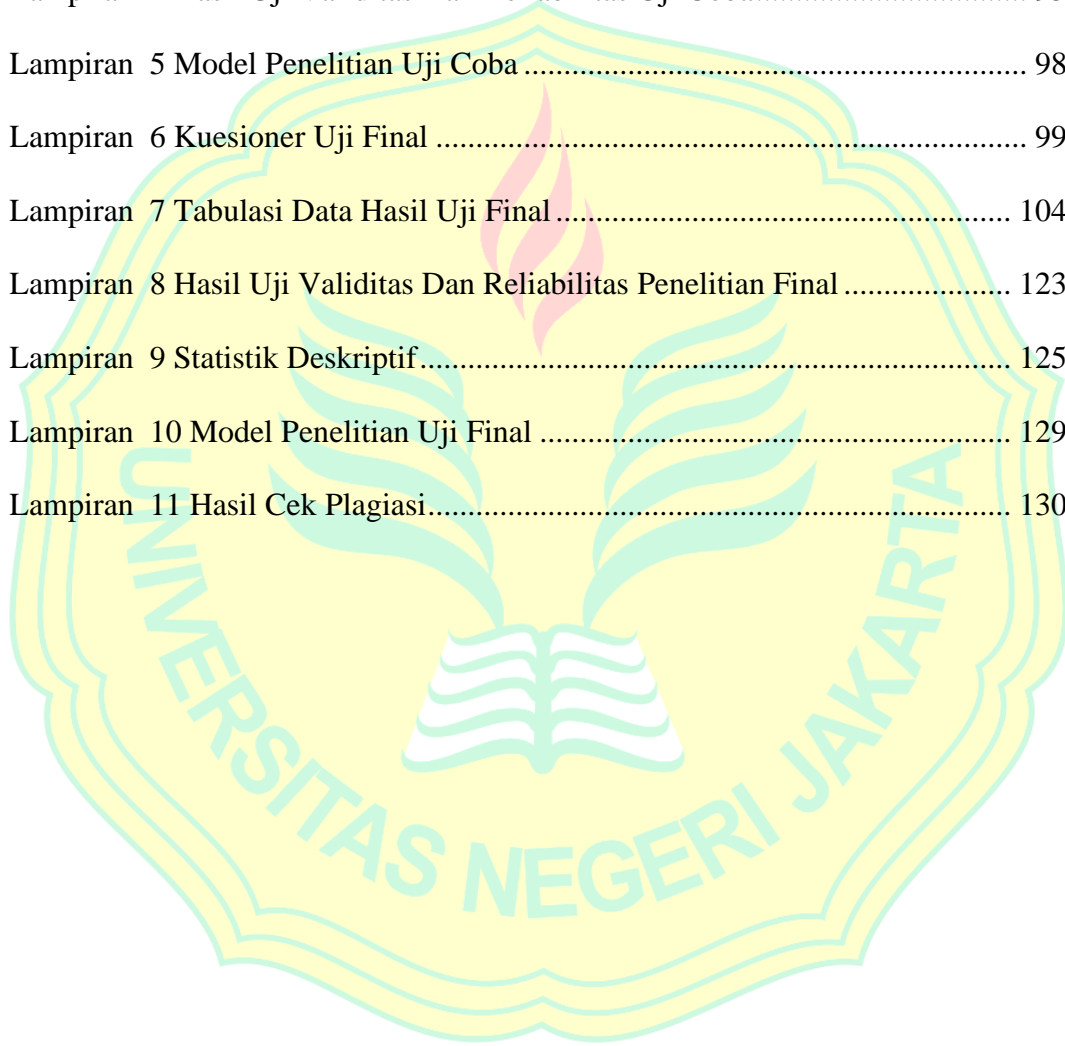 Lampiran  5 Model Penelitian Uji Coba ............................................................... 98
Lampiran  6 Kuesioner Uji Final .......................................................................... 99
Lampiran  7 Tabulasi Data Hasil Uji Final ......................................................... 104
Lampiran  8 Hasil Uji Validitas Dan Reliabilitas Penelitian Final ..................... 123
Lampiran  9 Statistik Deskriptif.......................................................................... 125
Lampiran  10 Model Penelitian Uji Final ........................................................... 129
Lampiran  11 Hasil Cek Plagiasi......................................................................... 130
UNIVERSITAS NEGERI JAKARTA